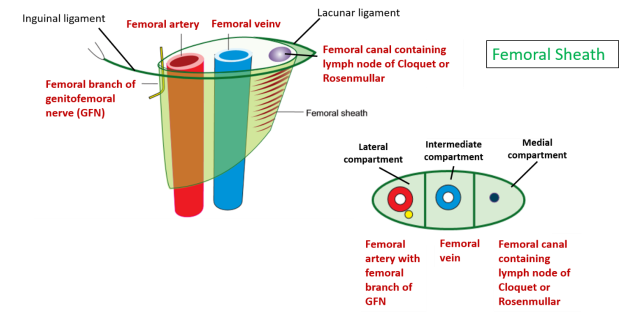 Inguinal ligament
Femoral artery
Femoral veinv
Lacunar ligament
Femoral canal containing
lymph node of Cloquet or
Rosenmullar
Femoral Sheath
Femoral branch of
genitofemoral
nerve (GFN)
Femoral sheath
Lateral
compartment
Intermediate
compartment
Medial
compartment
Femoral
artery with
femoral
branch of
GFN
Femoral
vein
Femoral canal
containing
lymph node of
Cloquet or
Rosenmullar